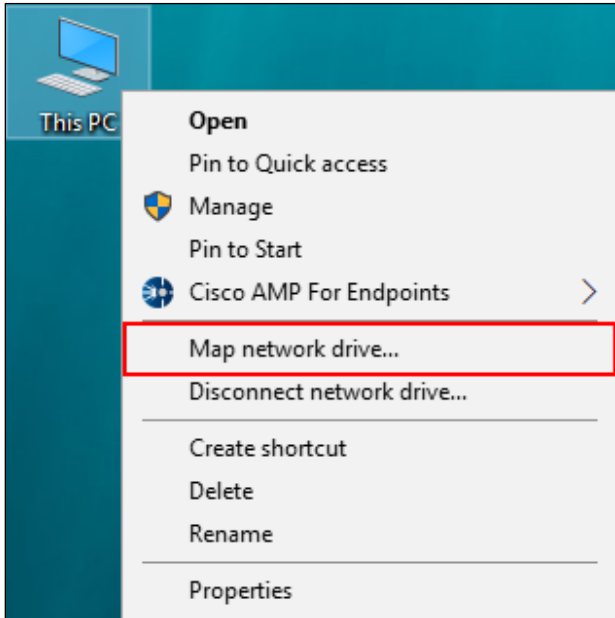 This PC
Open
Pin to Quick access
Manage
Pin to Start
Cisco AMP For Endpoints
Map network drive...
Disconnect network drive...
Create shortcut
Delete
Rename
Properties